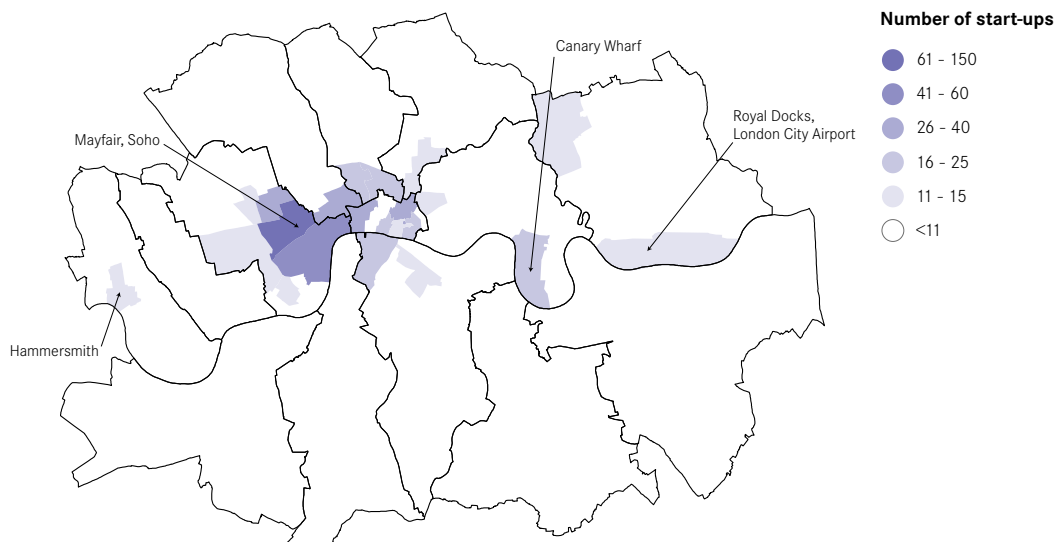 Number of start-ups
61 - 150
41 - 60
26 - 40
16 - 25
11 - 15
<11
Canary Wharf
Royal Docks,
London City Airport
Mayfair, Soho
Hammersmith